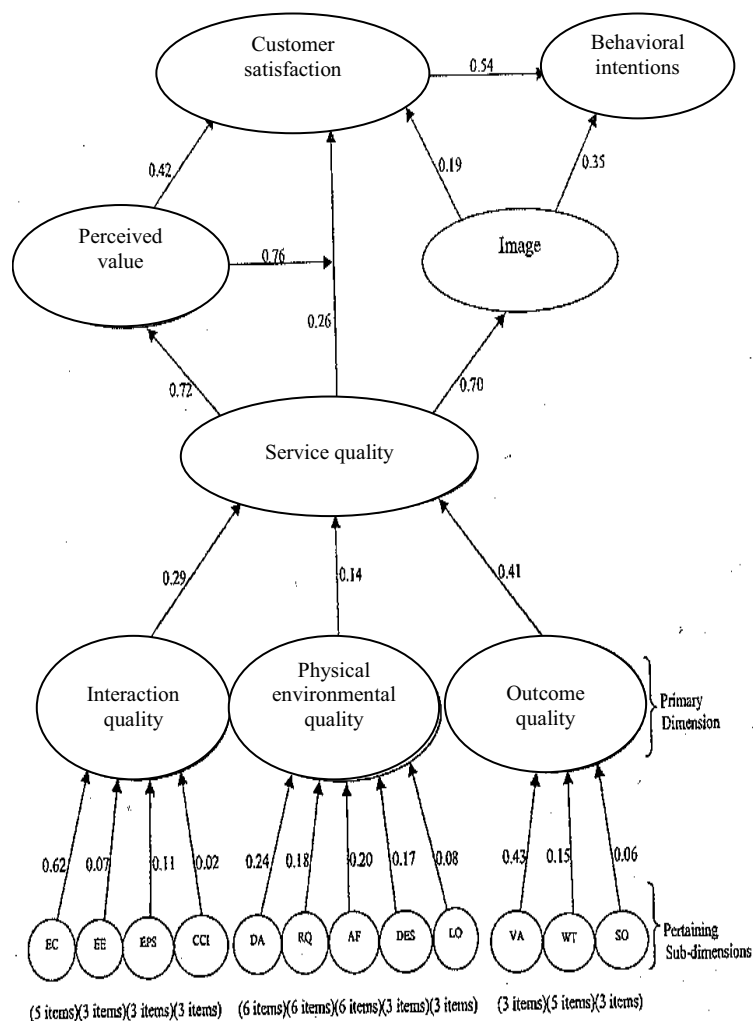 Customer
satisfaction
Behavioral
intentions
0.54
0.42
0.19
0.35
Perceived
value
0.76
Image
0.26
0.72
0.70
Service quality
0.29
0.14
0.41
Interaction
quality
Physical
environmental
quality
Outcome
quality
Primary
Dimension
0.62
0.07
0.11
0.02
0.24
0.18
0.20
0.17
0.08
0.43
0.15
0.06
EC
EE
EPS
CCI
DA
RQ
AF
DES
LO
VA
WT
SO
Pertaining
Sub-dimensions
(5 items)(3 items)(3 items)(3 items)
(6 items)(6 items)(6 items)(3 items)(3 items)
(3 items)(5 items)(3 items)